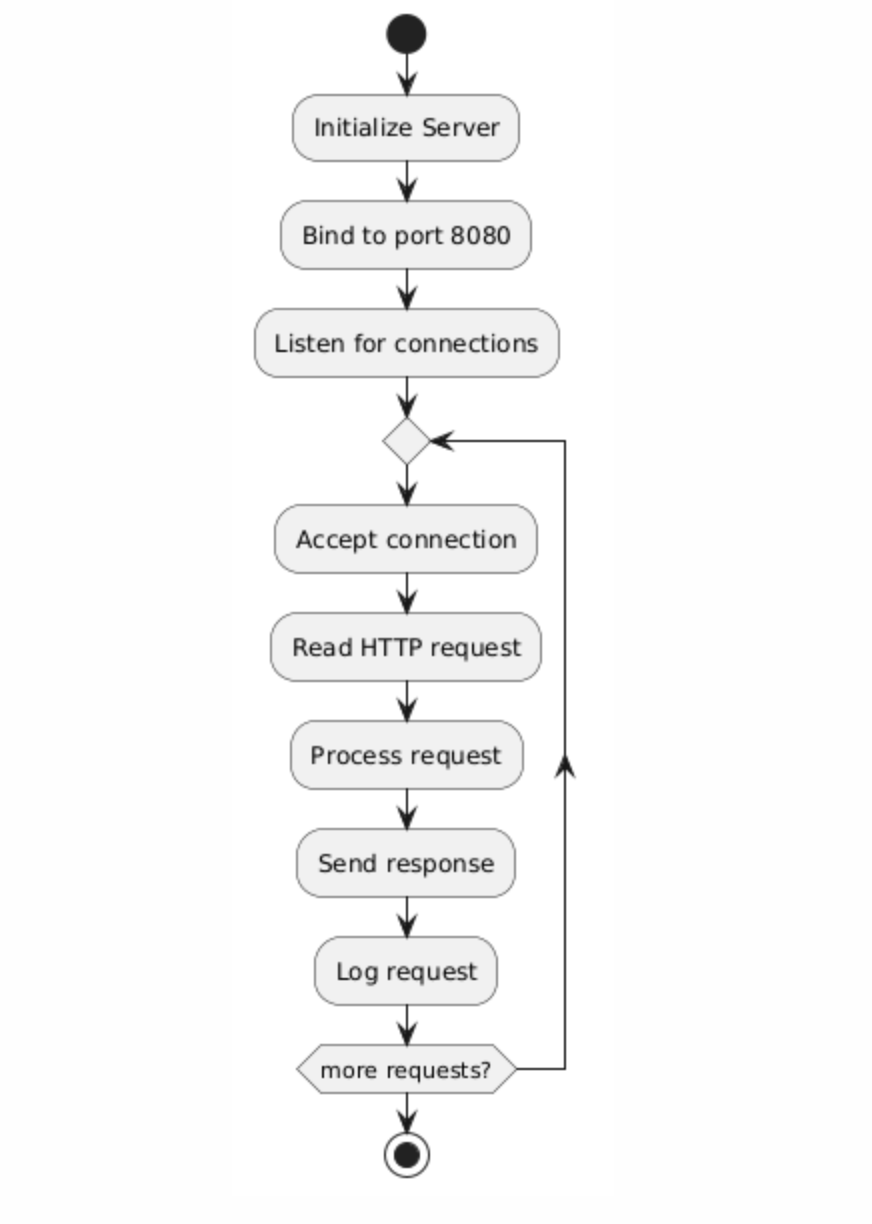 Initialize Server
Bind to port 8080
Listen for connections
Accept connection
Read HTTP request
Process request
Send response
Log request
more requests?